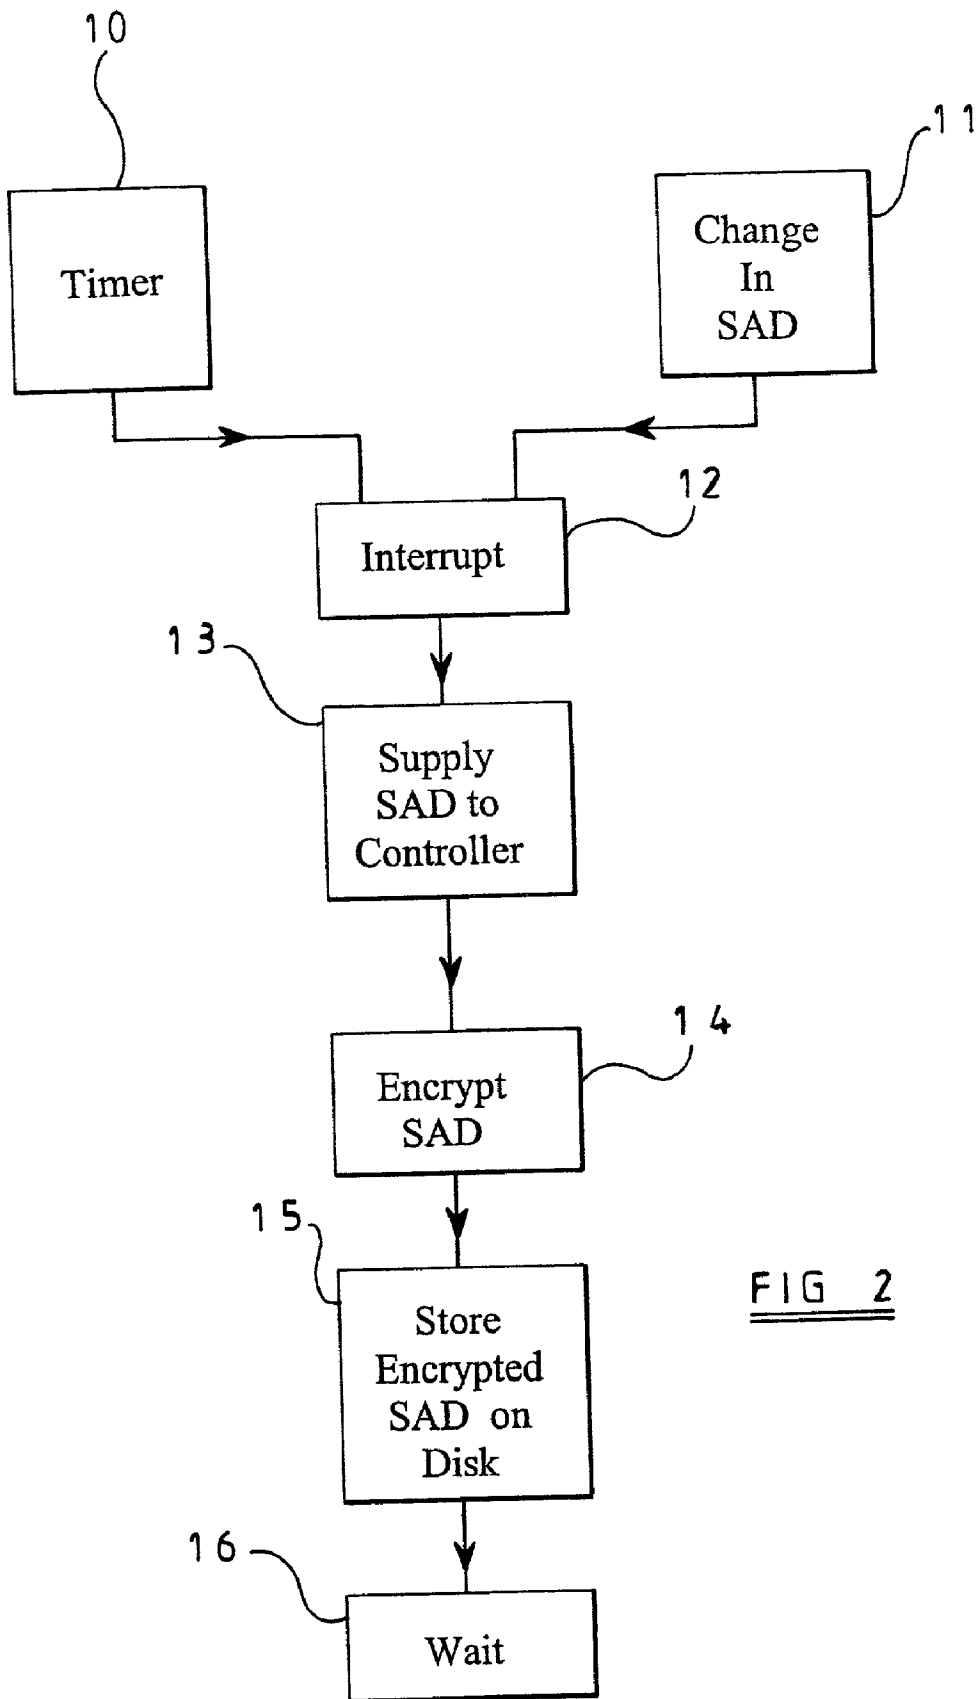 10
11
Timer
Change
In
SAD
12
Interrupt
13
Supply
SAD to
Controller
14
Encrypt
SAD
15
Store
Encrypted
SAD on
Disk
FIG 2
16
Wait